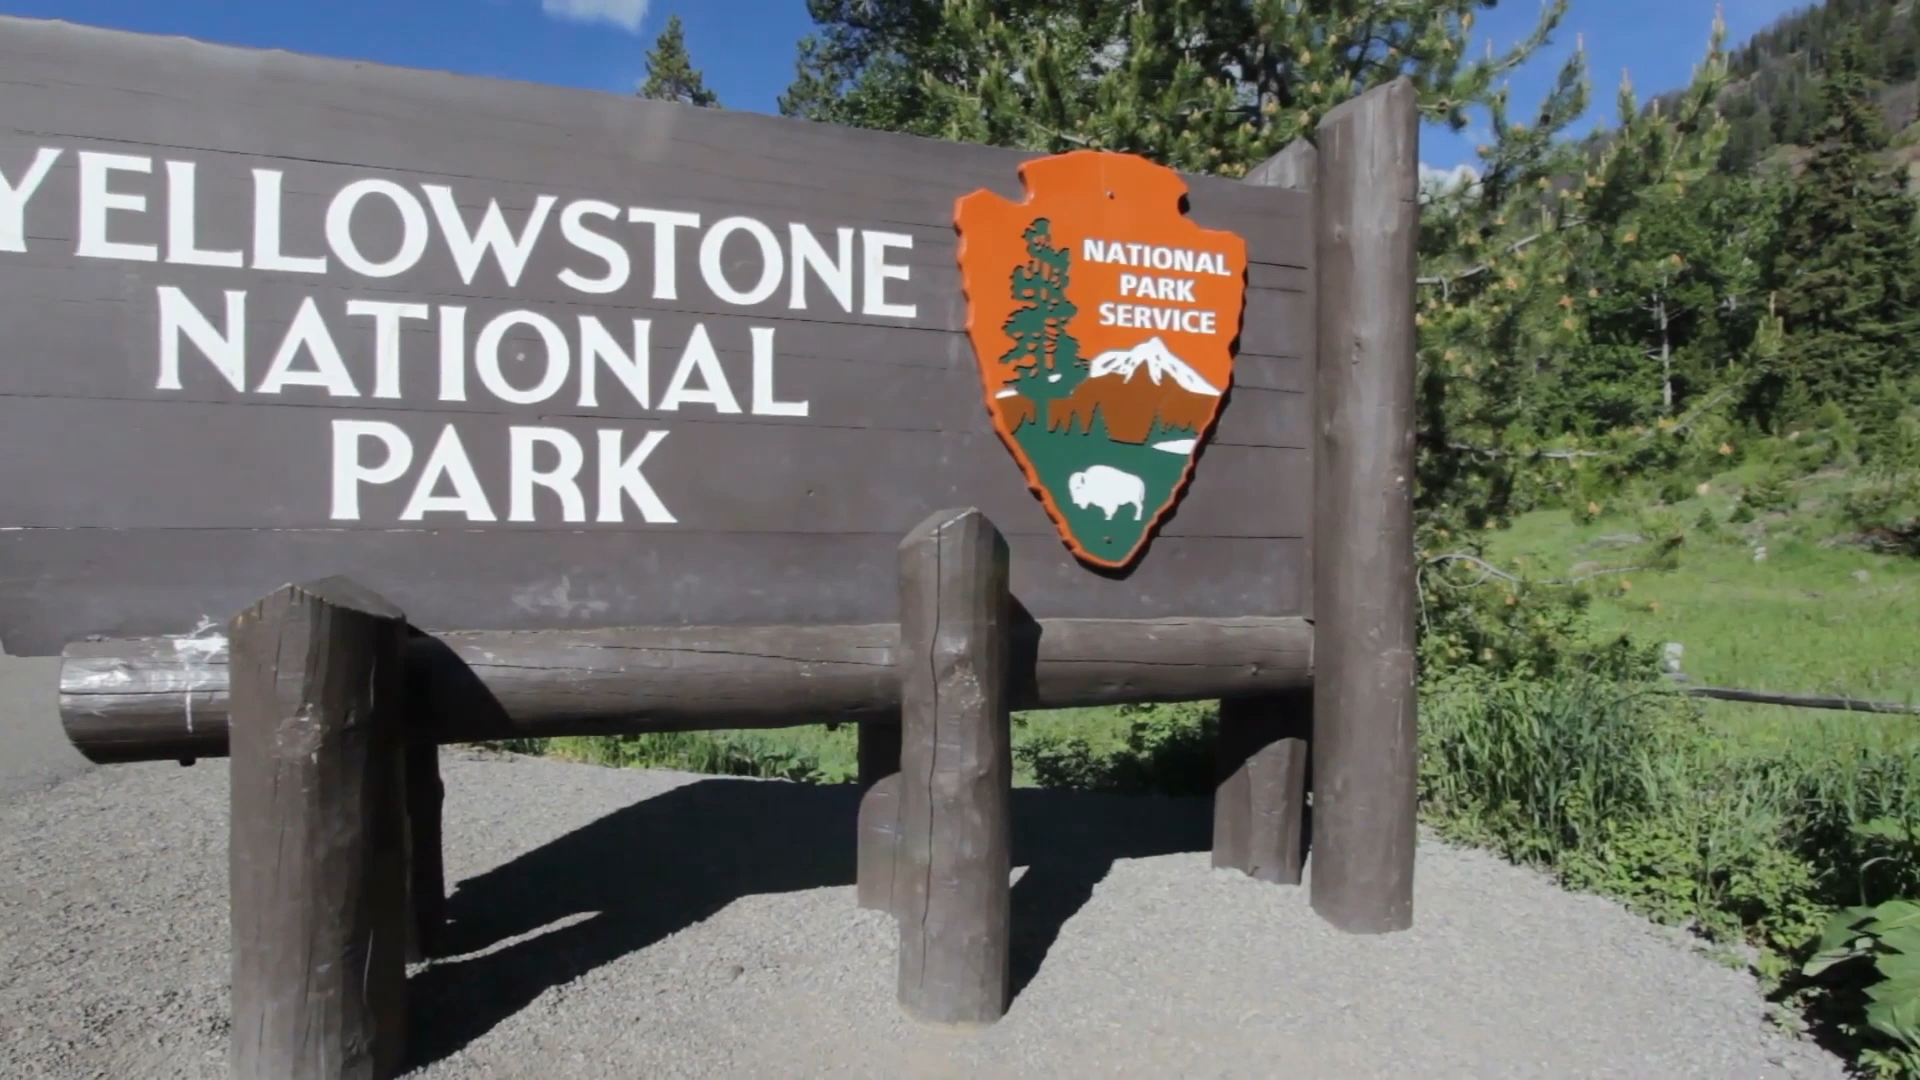 YELLOWSTONE
NATIONAL
PARK
NATIONAL
PARK
SERVICE